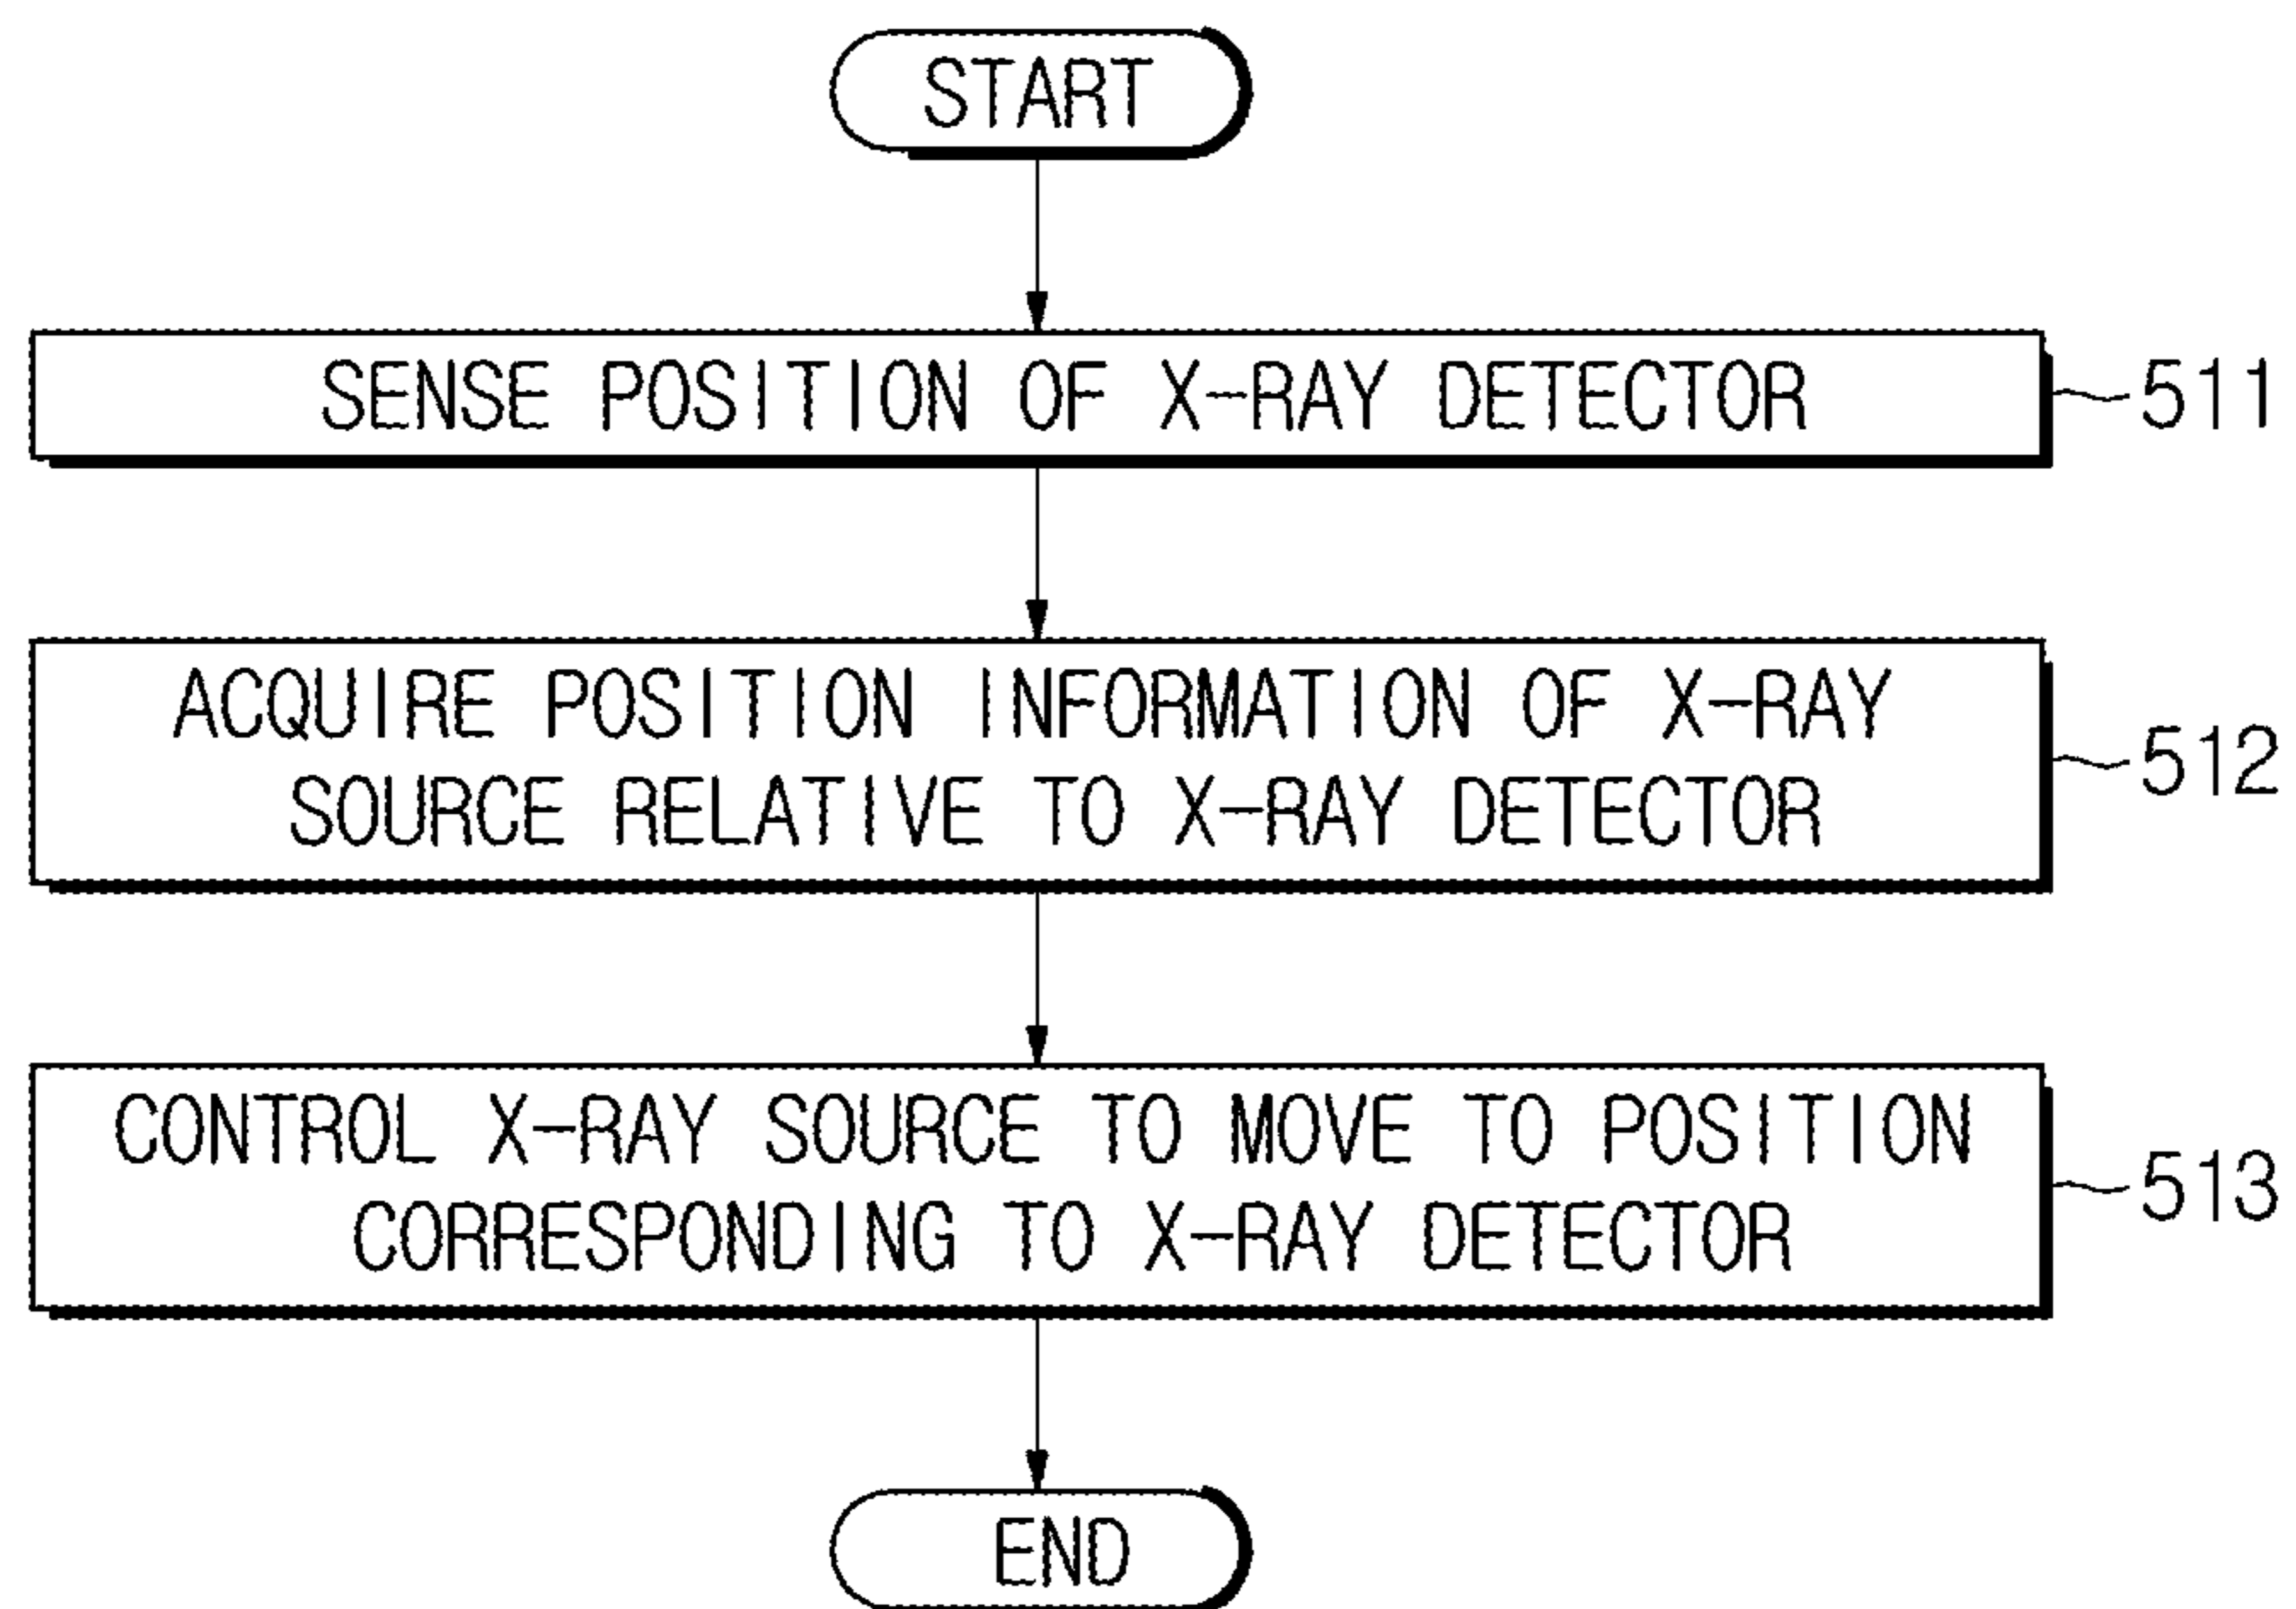 START
SENSE POSITION OF X-RAY DETECTOR
511
ACQUIRE POSITION INFORMATION OF X-RAY
SOURCE RELATIVE TO X-RAY DETECTOR
512
CONTROL X-RAY SOURCE TO MOVE TO POSITION
CORRESPONDING TO X-RAY DETECTOR
513
END